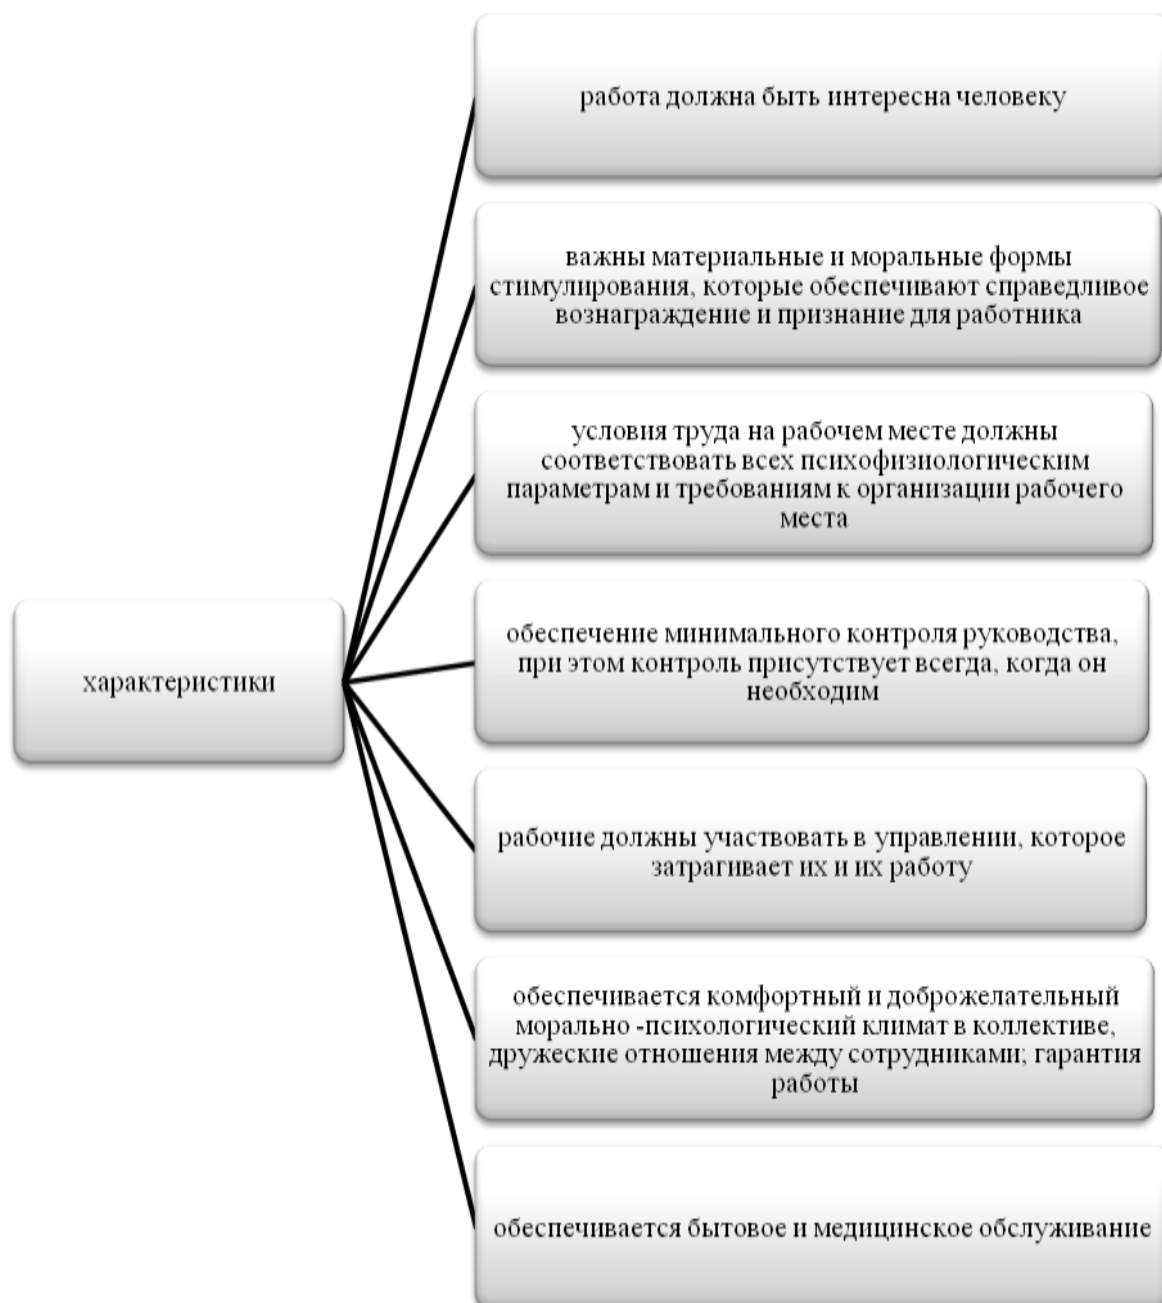 работа должна быть интересна человеку
важны материальные и моральные формы
стимулирования, которые обеспечивают справедливое
вознаграждение и признание для работника
условия труда на рабочем месте должны
соответствовать всех психофизиологическим
параметрам и требованиям к организации рабочего
места
обеспечение минимального контроля руководства,
при этом контроль присутствует всегда, когда он
необходим
характеристики
рабочие должны участвовать в управлении, которое
затрагивает их и их работу
обеспечивается комфортный и доброжелательный
морально -психологический климат в коллективе,
дружеские отношения между сотрудниками; гарантия
работы
обеспечивается бытовое и медицинское обслуживание